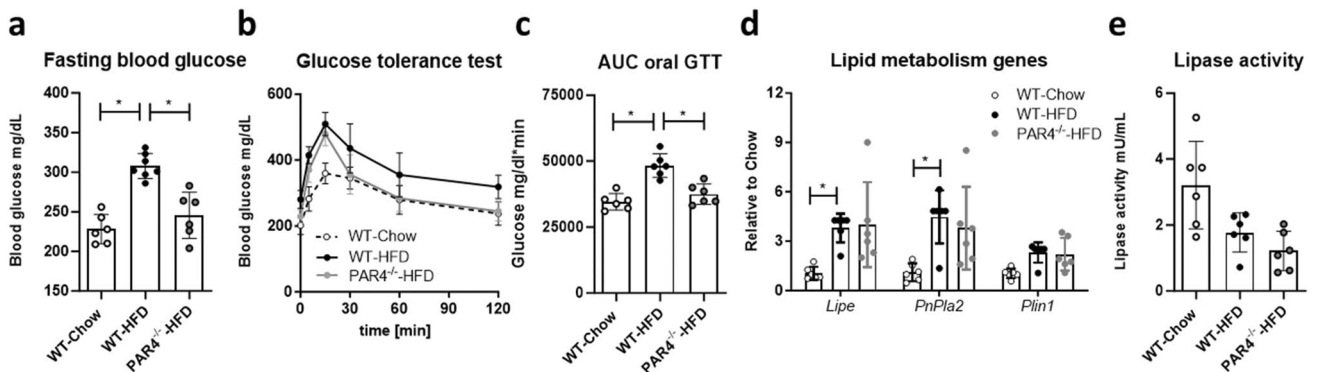 a
Fasting blood glucose
Blood glucose mg/dL
400
350
300
250
200
150
*
*
WT-Chow
WT-HFD
PAR4-/-HFD
b
Glucose tolerance test
Blood glucose mg/dL
600
400
200
0
WT-Chow
WT-HFD
PAR4-/-HFD
0
30
60
90
120
time [min]
c
AUC oral GTT
Glucose mg/dl*min
75000
50000
25000
0
*
*
WT-Chow
WT-HFD
PAR4-/-HFD
d
Lipid metabolism genes
Relative to Chow
12
9
6
3
0
WT-Chow
WT-HFD
PAR4-/-HFD
*
*
Lipe
PnPla2
Plin1
e
Lipase activity
Lipase activity mU/mL
6
4
2
0
WT-Chow
WT-HFD
PAR4-/-HFD